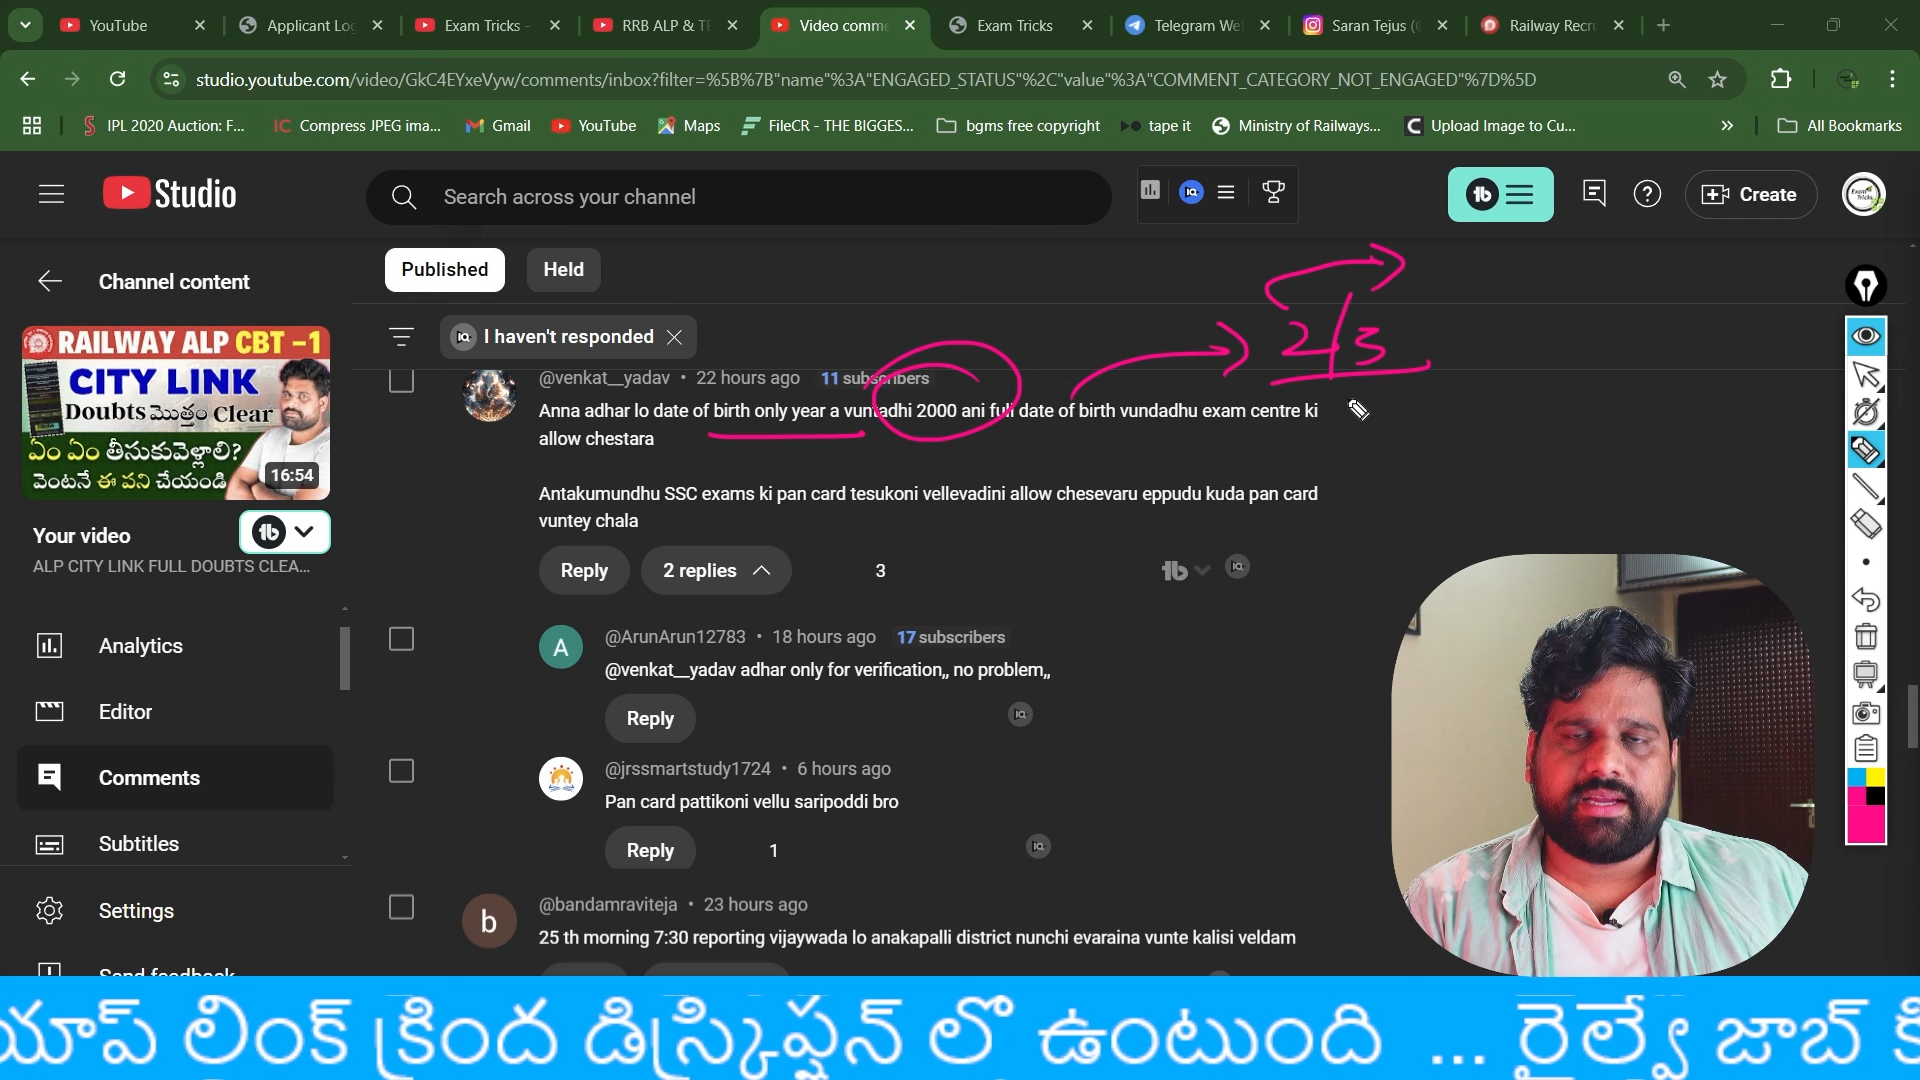 YouTube
Applicant Log
Exam Tricks -
RRB ALP & TE
Video comme
Exam Tricks
Telegram We
Saran Tejus (
Railway Recru
studio.youtube.com/video/GkC4EYxeVyw/comments/inbox?filter=%5B%7B"name"%3A"ENGAGED_STATUS"%2C"value"%3A"COMMENT_CATEGORY_NOT_ENGAGED"%7D%5D
IPL 2020 Auction: F...
Compress JPEG ima...
Gmail
YouTube
Maps
FileCR - THE BIGGES...
bgms free copyright
tape it
Ministry of Railways...
Upload Image to Cu...
All Bookmarks
Studio
Search across your channel
Create
Channel content
Published
Held
I haven't responded
2/3
RAILWAY ALP CBT -1
CITY LINK
Doubts మొత్తం Clear
ఏం ఏం తీసుకువెళ్లాలి?
వెంటనే ఈ పని చేయండి
16:54
Your video
ALP CITY LINK FULL DOUBTS CLEA...
Analytics
Editor
Comments
Subtitles
Settings
Send feedback
@venkat__yadav • 22 hours ago 11 subscribers
Anna adhar lo date of birth only year a vuntadhi 2000 ani full date of birth vundadhu exam centre ki
allow chestara
Antakumundhu SSC exams ki pan card tesukoni vellevadini allow chesevaru eppudu kuda pan card
vuntey chala
Reply
2 replies
3
A
@ArunArun12783 • 18 hours ago 17 subscribers
@venkat__yadav adhar only for verification,, no problem,,
Reply
@jrssmartstudy1724 • 6 hours ago
Pan card pattikoni vellu saripoddi bro
Reply
1
b
@bandamraviteja • 23 hours ago
25 th morning 7:30 reporting vijaywada lo anakapalli district nunchi evaraina vunte kalisi veldam
యాప్ లింక్ క్రింద డిస్క్రిప్షన్ లో ఉంటుంది ... రైల్వే జాబ్ కి